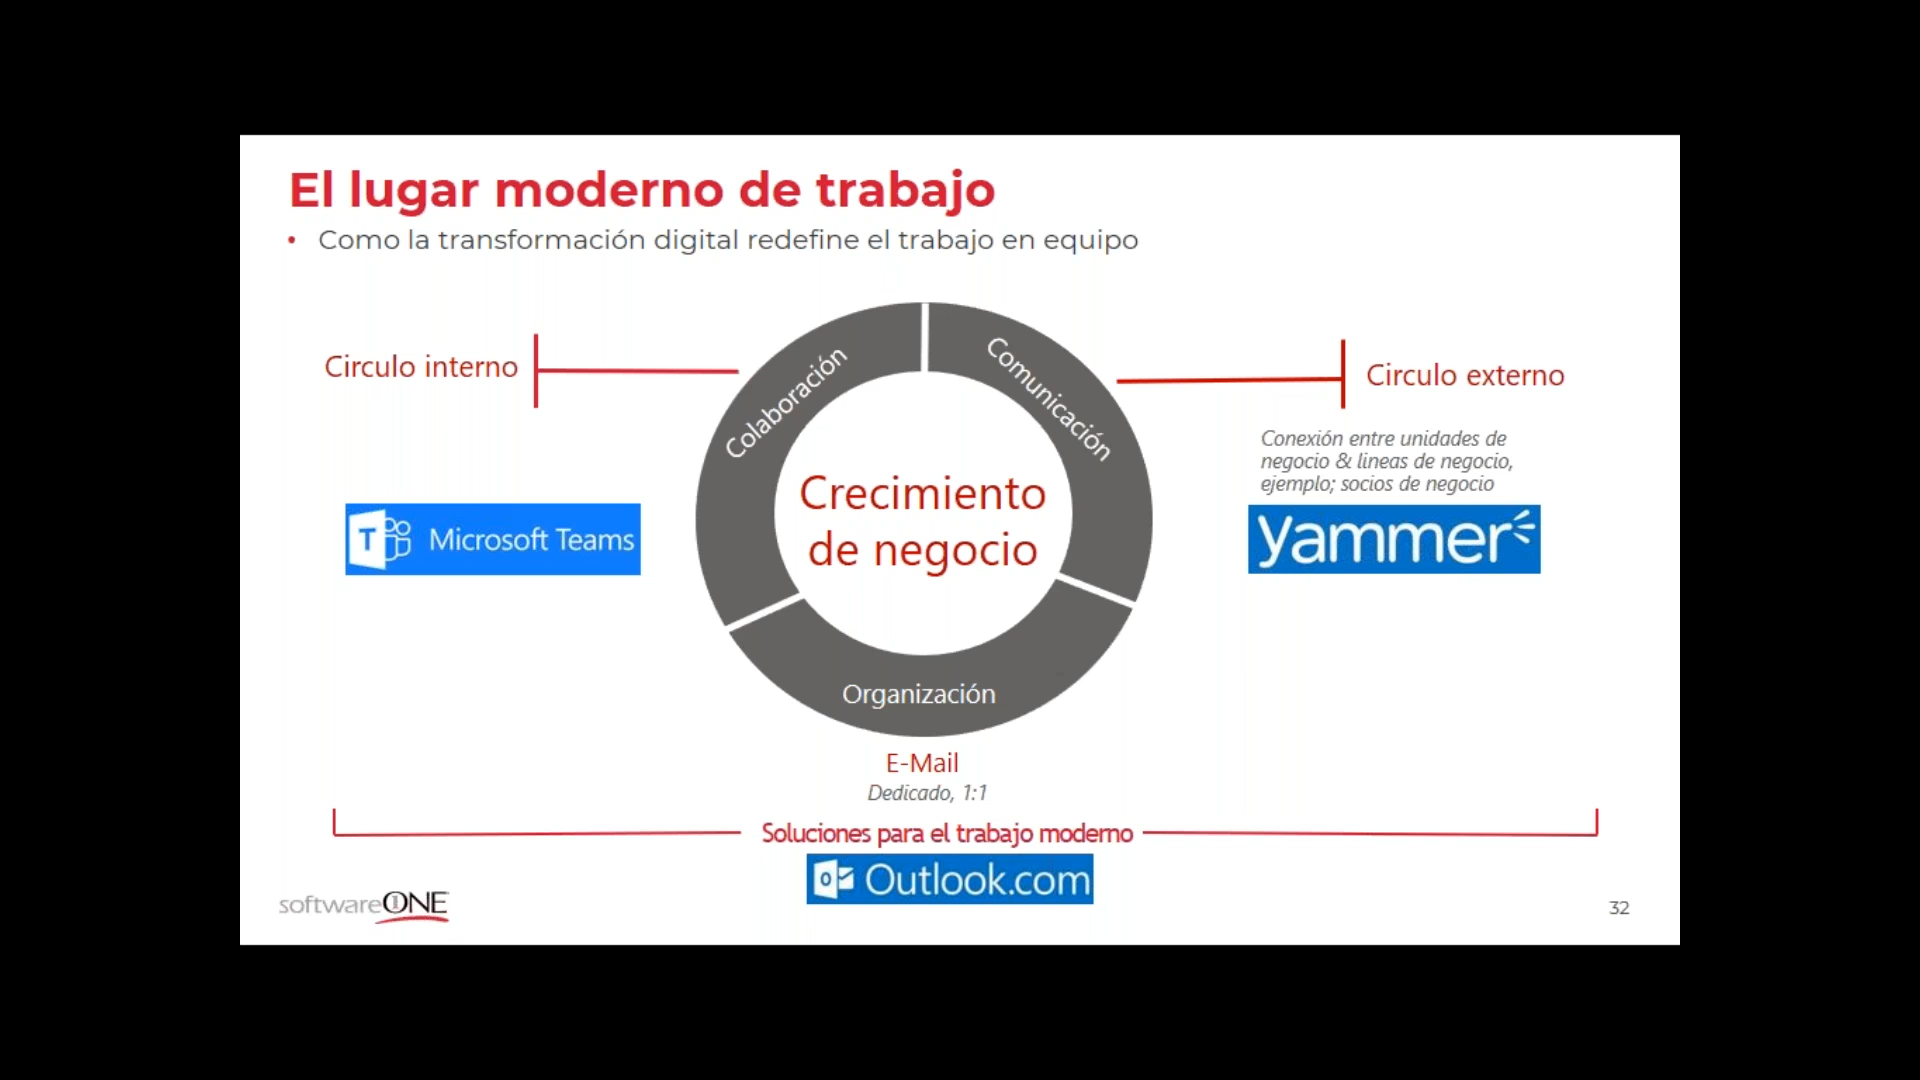 El lugar moderno de trabajo
• Como la transformación digital redefine el trabajo en equipo
Circulo interno
Colaboración
Comunicación
Circulo externo
Conexión entre unidades de
negocio & lineas de negocio,
ejemplo; socios de negocio
Crecimiento
de negocio
Microsoft Teams
yammer
Organización
E-Mail
Dedicado, 1:1
Soluciones para el trabajo moderno
Outlook.com
softwareONE
32